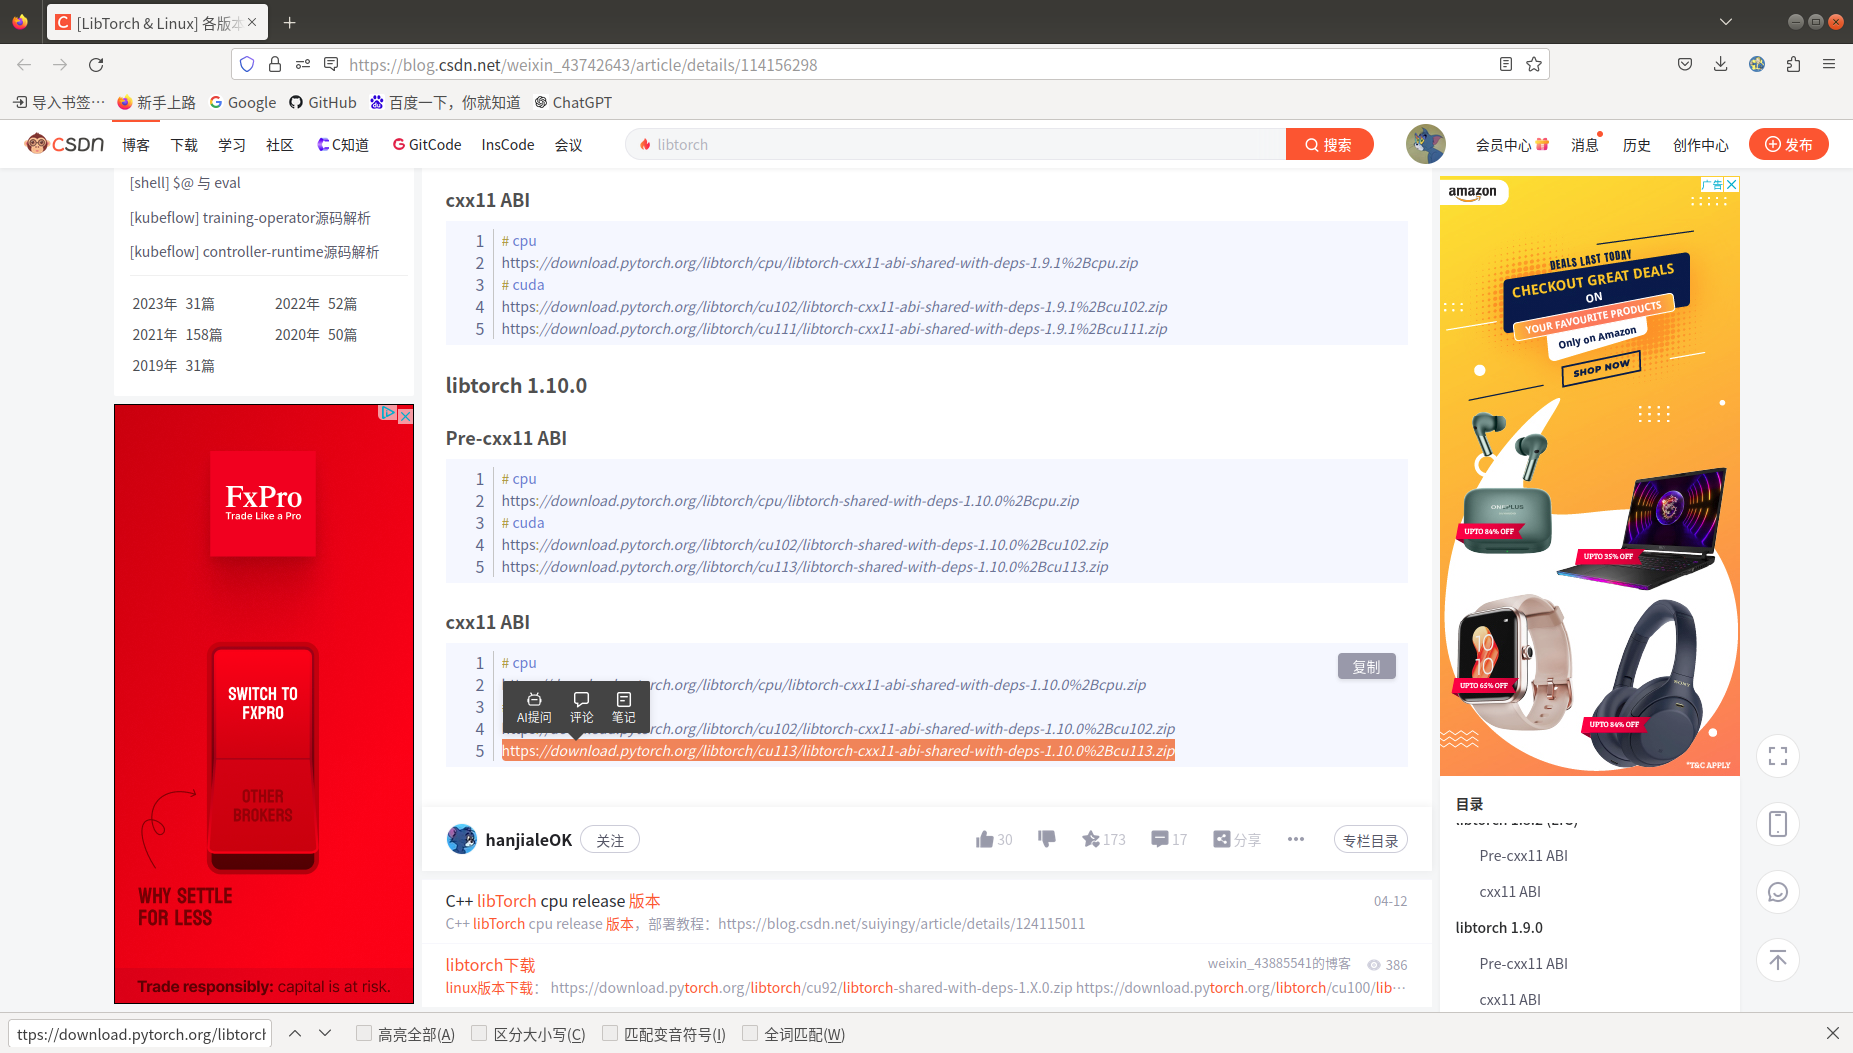 [LibTorch & Linux] 各版本
https://blog.csdn.net/weixin_43742643/article/details/114156298
导入书签… 新手上路 Google GitHub 百度一下，你就知道 ChatGPT
CSDN 博客 下载 学习 社区 C知道 GitCode InsCode 会议 libtorch 搜索 会员中心 消息 历史 创作中心 发布
[shell] $@ 与 eval
[kubeflow] training-operator源码解析
[kubeflow] controller-runtime源码解析
2023年 31篇 2022年 52篇
2021年 158篇 2020年 50篇
2019年 31篇
FxPro
Trade Like a Pro
SWITCH TO
FXPRO
OTHER
BROKERS
WHY SETTLE
FOR LESS
Trade responsibly: capital is at risk.
cxx11 ABI
1 # cpu
2 https://download.pytorch.org/libtorch/cpu/libtorch-cxx11-abi-shared-with-deps-1.9.1%2Bcpu.zip
3 # cuda
4 https://download.pytorch.org/libtorch/cu102/libtorch-cxx11-abi-shared-with-deps-1.9.1%2Bcu102.zip
5 https://download.pytorch.org/libtorch/cu111/libtorch-cxx11-abi-shared-with-deps-1.9.1%2Bcu111.zip
libtorch 1.10.0
Pre-cxx11 ABI
1 # cpu
2 https://download.pytorch.org/libtorch/cpu/libtorch-shared-with-deps-1.10.0%2Bcpu.zip
3 # cuda
4 https://download.pytorch.org/libtorch/cu102/libtorch-shared-with-deps-1.10.0%2Bcu102.zip
5 https://download.pytorch.org/libtorch/cu113/libtorch-shared-with-deps-1.10.0%2Bcu113.zip
cxx11 ABI
复制
1 # cpu
2 rch.org/libtorch/cpu/libtorch-cxx11-abi-shared-with-deps-1.10.0%2Bcpu.zip
3
AI提问 评论 笔记
4 https://download.pytorch.org/libtorch/cu102/libtorch-cxx11-abi-shared-with-deps-1.10.0%2Bcu102.zip
5 https://download.pytorch.org/libtorch/cu113/libtorch-cxx11-abi-shared-with-deps-1.10.0%2Bcu113.zip
hanjialeOK 关注 30 173 17 分享 ••• 专栏目录
C++ libTorch cpu release 版本 04-12
C++ libTorch cpu release 版本，部署教程：https://blog.csdn.net/suiyingy/article/details/124115011
libtorch下载 weixin_43885541的博客 386
linux版本下载： https://download.pytorch.org/libtorch/cu92/libtorch-shared-with-deps-1.X.0.zip https://download.pytorch.org/libtorch/cu100/lib…
amazon
广告
DEALS LAST TODAY
CHECKOUT GREAT DEALS
ON
YOUR FAVOURITE PRODUCTS
Only on Amazon
SHOP NOW
ONEPLUS
UPTO 84% OFF
UPTO 35% OFF
10
10
UPTO 65% OFF
SONY
UPTO 84% OFF
*T&C APPLY
目录
libtorch 1.8.2 (LTS)
Pre-cxx11 ABI
cxx11 ABI
libtorch 1.9.0
Pre-cxx11 ABI
cxx11 ABI
ttps://download.pytorch.org/libtorch 高亮全部(A) 区分大小写(C) 匹配变音符号(I) 全词匹配(W)